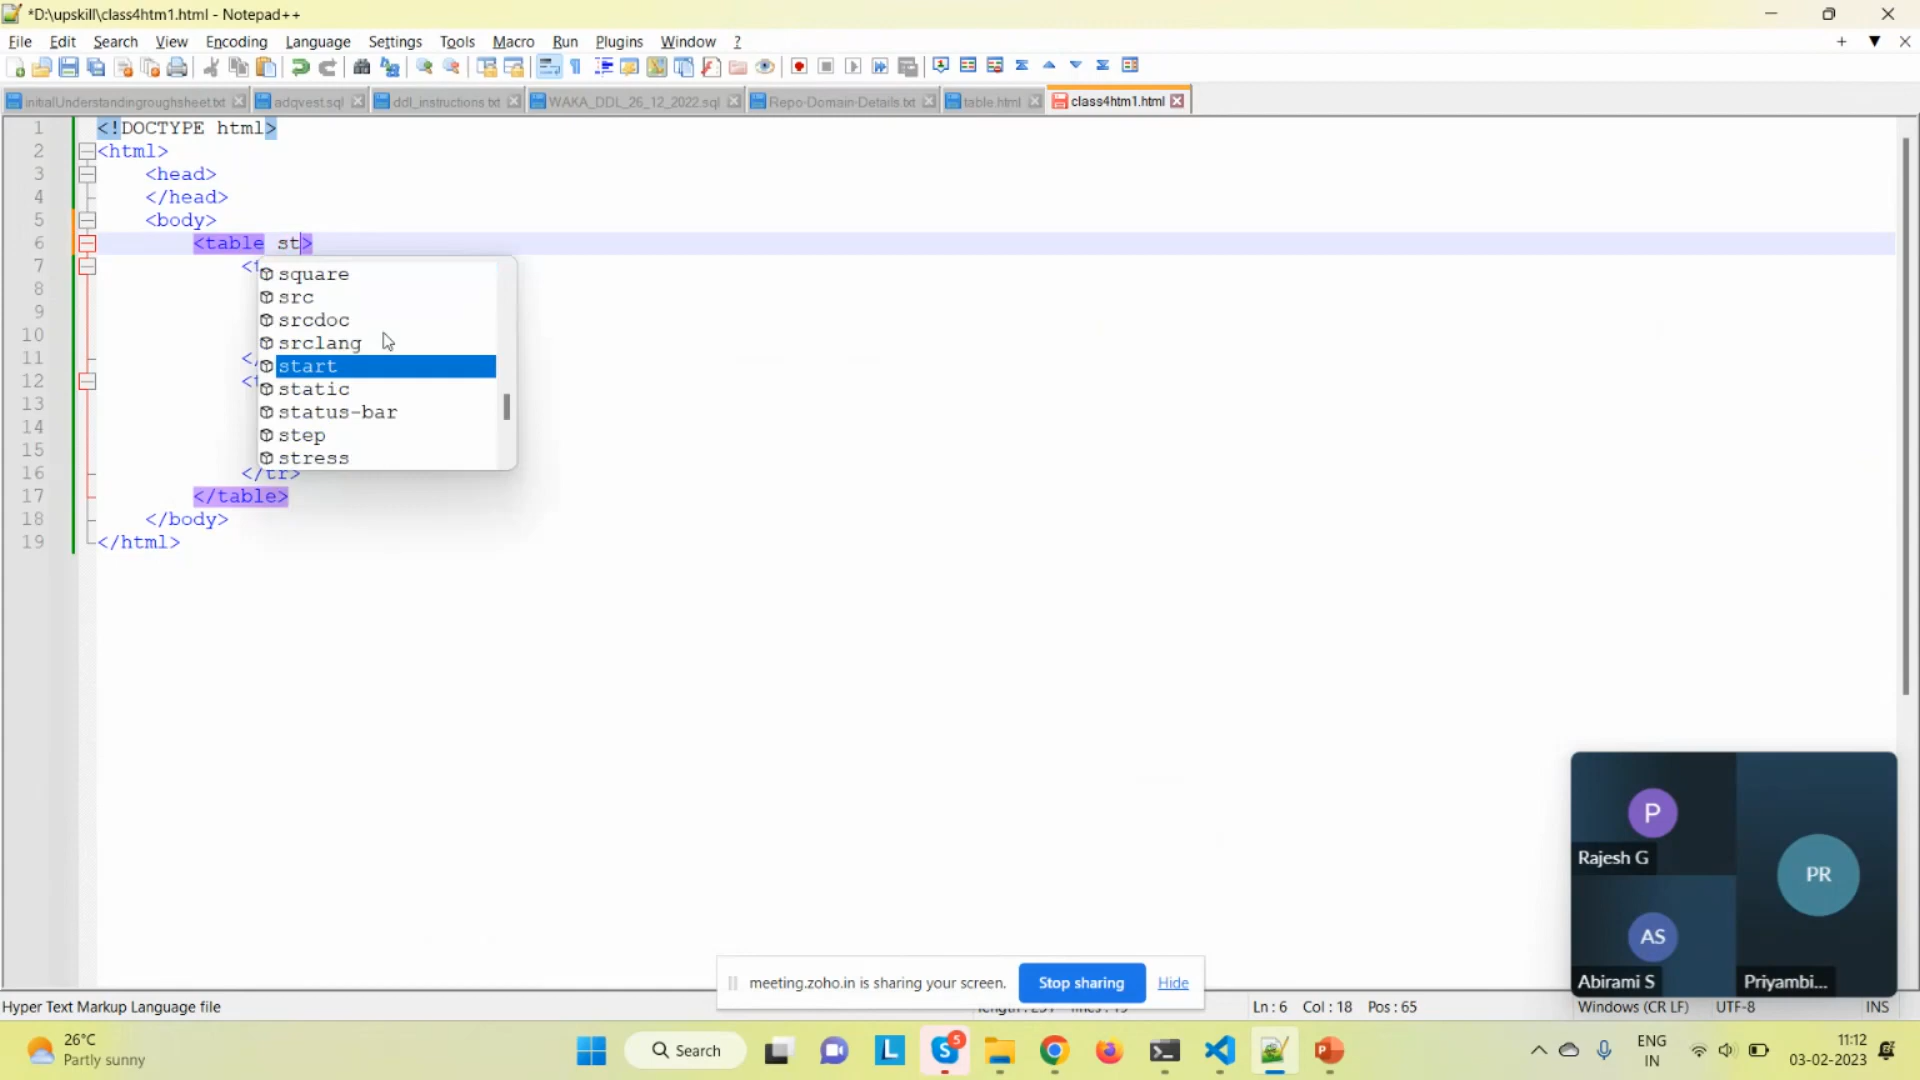 *D:\upskill\class4htm1.html - Notepad++
File Edit Search View Encoding Language Settings Tools Macro Run Plugins Window ?
initialUnderstandingroughsheet.txt adqvest.sql ddl_instructions.txt WAKA_DDL_26_12_2022.sql Repo-Domain-Details.txt table.html class4htm1.html
1 <!DOCTYPE html>
2 <html>
3 <head>
4 </head>
5 <body>
6 <table st>
7 <t
8
9
10
11 </
12 <t
13
14
15
16 </tr>
17 </table>
18 </body>
19 </html>
square
src
srcdoc
srclang
start
static
status-bar
step
stress
P
Rajesh G
PR
Priyambi...
AS
Abirami S
meeting.zoho.in is sharing your screen. Stop sharing Hide
Hyper Text Markup Language file Ln:6 Col:18 Pos:65 Windows (CR LF) UTF-8 INS
26°C
Partly sunny
Search
L
S 5
ENG
IN
11:12
03-02-2023